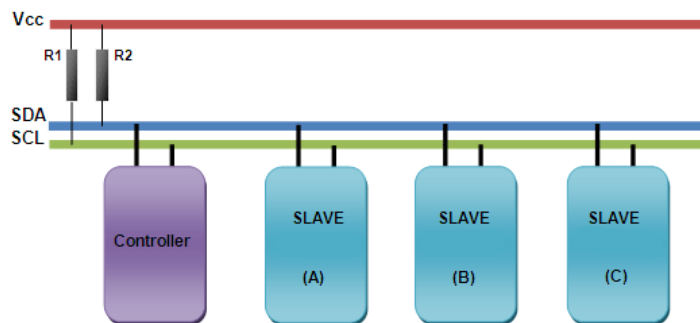 Vcc
R1 R2
SDA
SCL
Controller
SLAVE
(A)
SLAVE
(B)
SLAVE
(C)